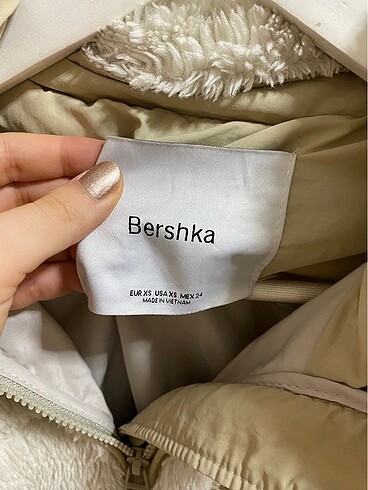 Bershka
EUR XS USA XS MEX 24
MADE IN VIETNAM